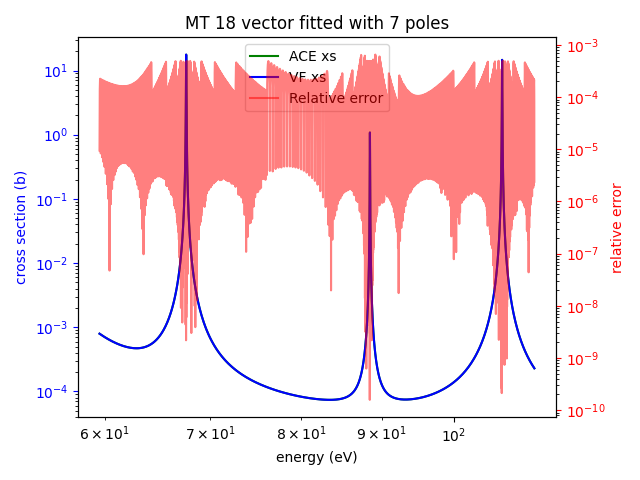 MT 18 vector fitted with 7 poles
ACE xs
VF xs
Relative error
cross section (b)
10¹
10⁰
10⁻¹
10⁻²
10⁻³
10⁻⁴
10⁻³
10⁻⁴
10⁻⁵
10⁻⁶
10⁻⁷
10⁻⁸
10⁻⁹
10⁻¹⁰
relative error
6 × 10¹ 7 × 10¹ 8 × 10¹ 9 × 10¹ 10²
energy (eV)